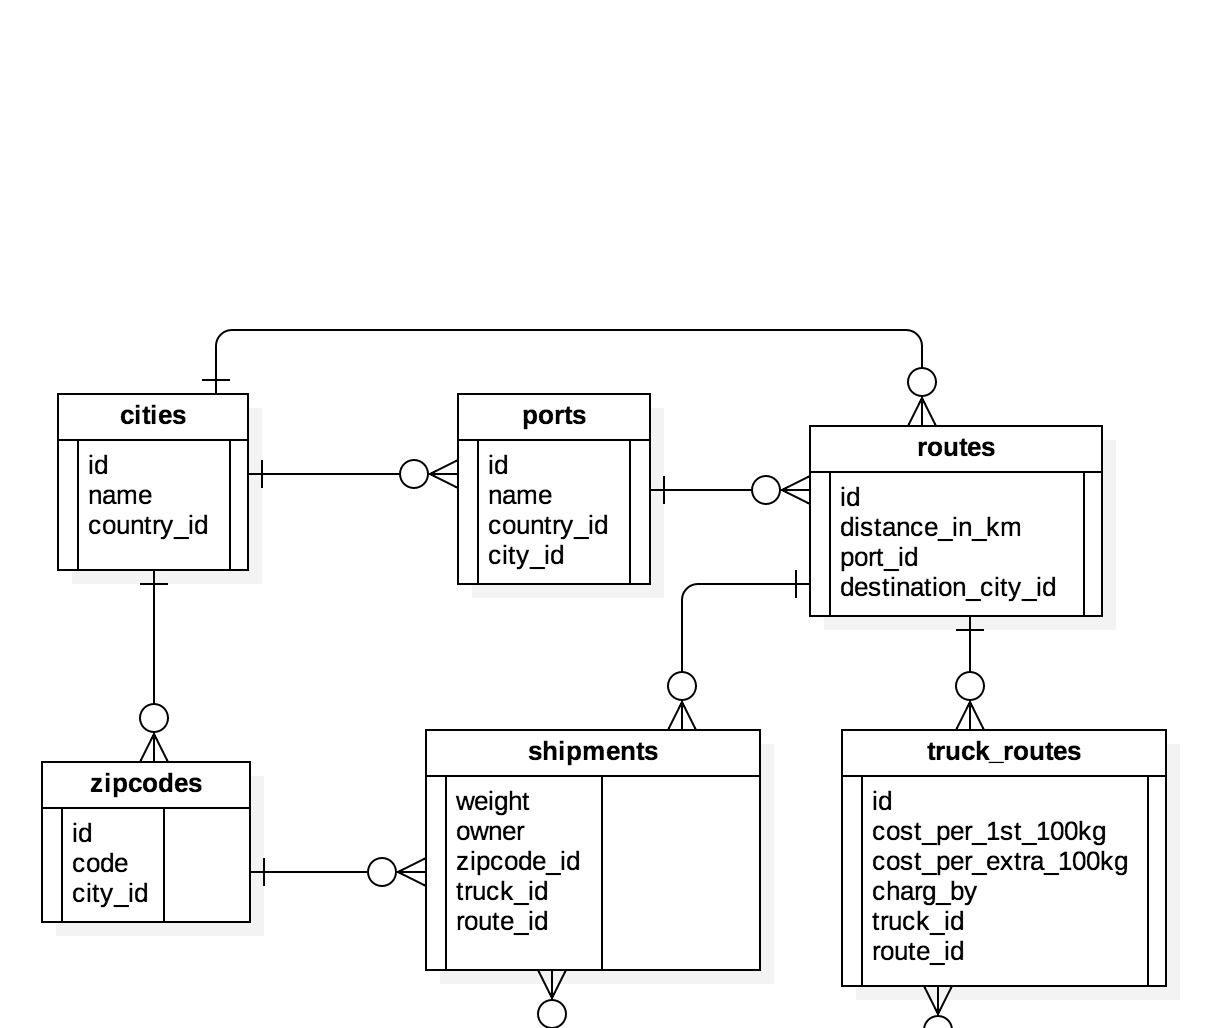 cities
id
name
country_id
ports
id
name
country_id
city_id
routes
id
distance_in_km
port_id
destination_city_id
zipcodes
id
code
city_id
shipments
weight
owner
zipcode_id
truck_id
route_id
truck_routes
id
cost_per_1st_100kg
cost_per_extra_100kg
charg_by
truck_id
route_id